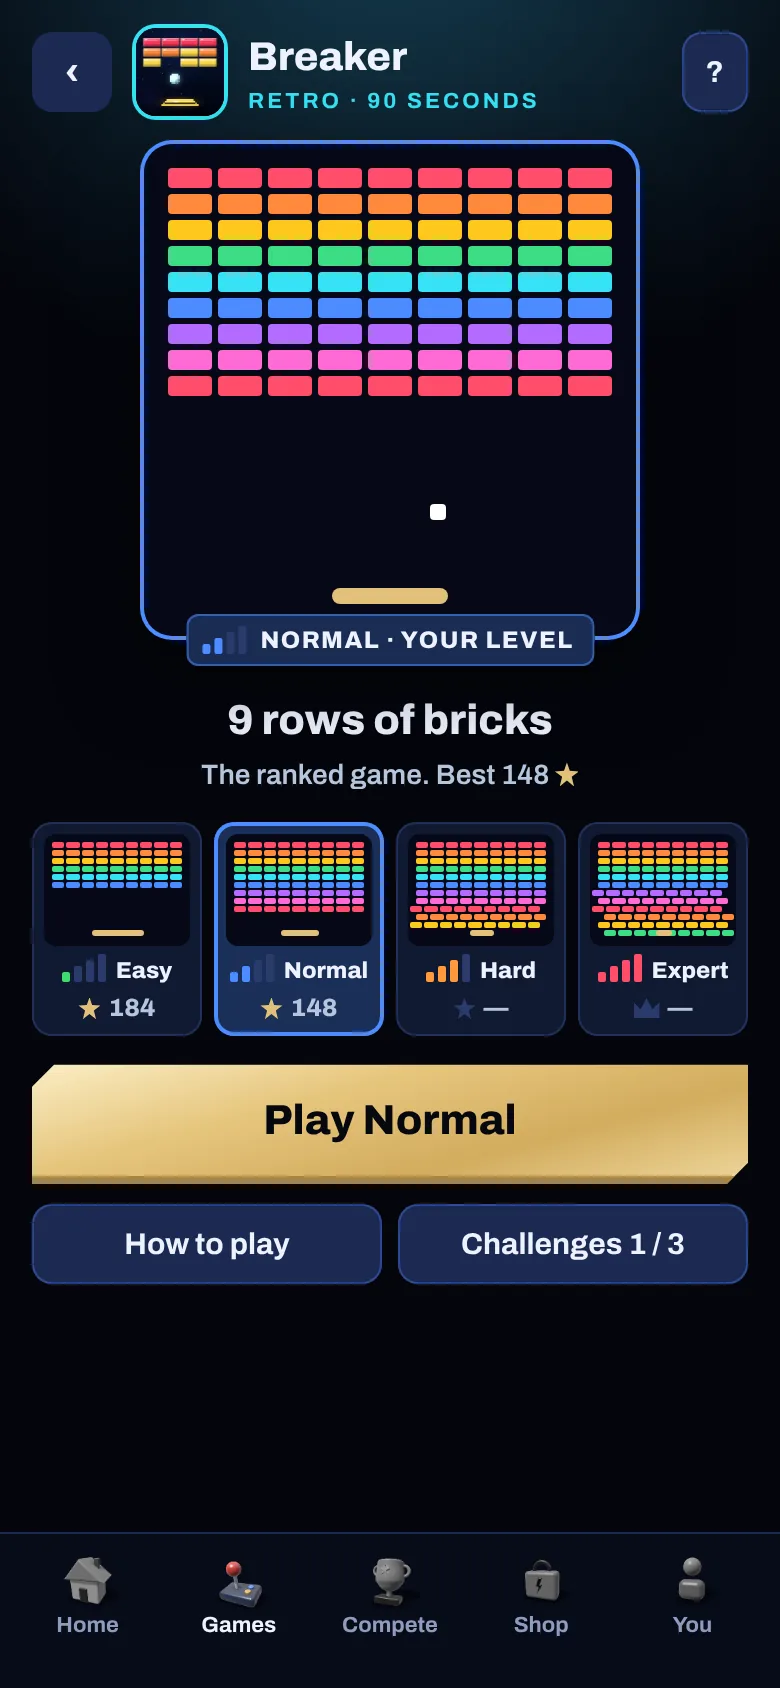 ‹
Breaker
RETRO · 90 SECONDS
?
NORMAL · YOUR LEVEL
9 rows of bricks
The ranked game. Best 148 ★
Easy
★ 184
Normal
★ 148
Hard
★ —
Expert
—
Play Normal
How to play
Challenges 1 / 3
Home
Games
Compete
Shop
You